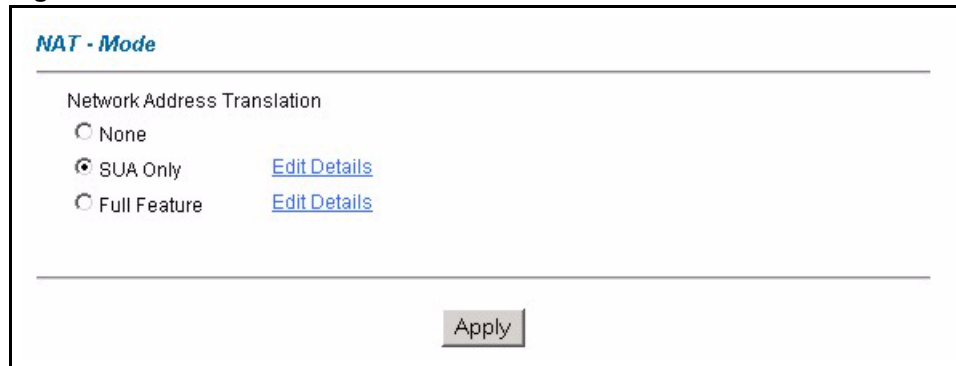 NAT - Mode
Network Address Translation
None
SUA Only Edit Details
Full Feature Edit Details
Apply